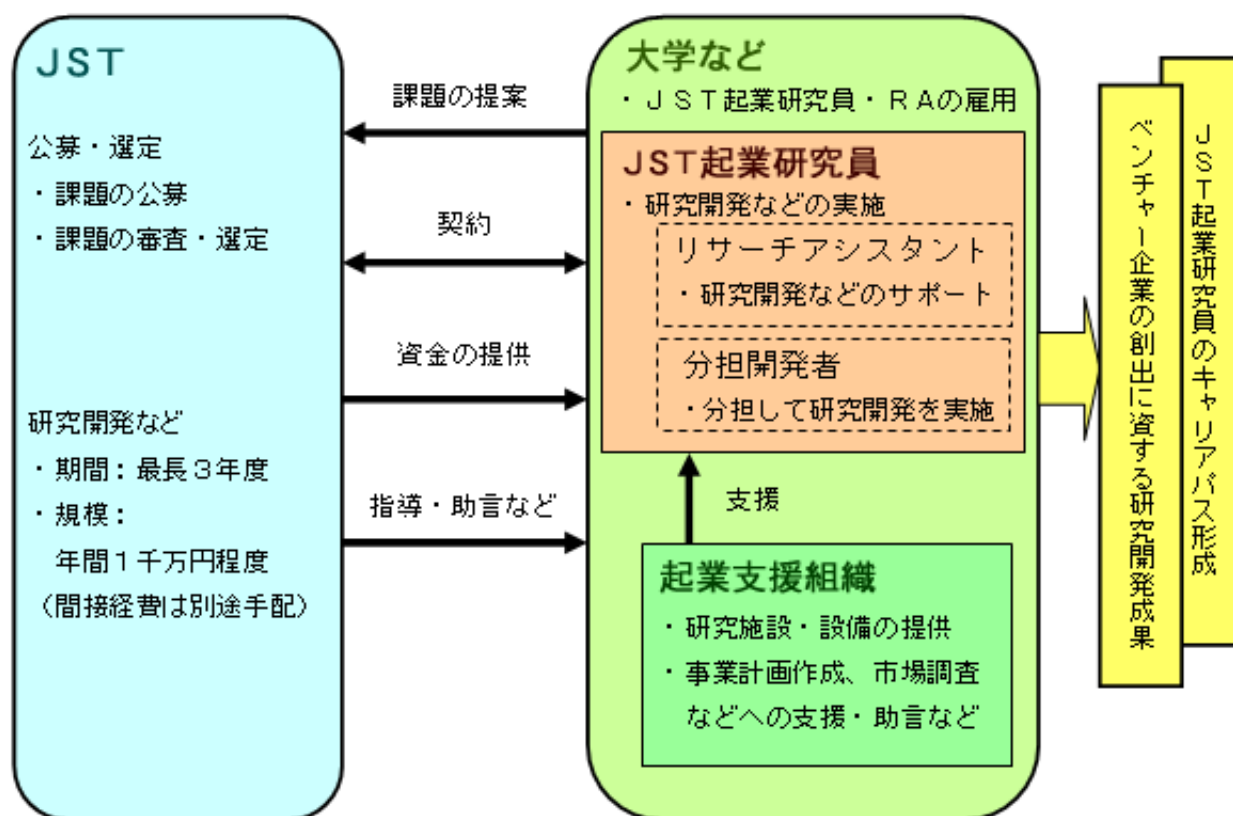 JST
公募・選定
・課題の公募
・課題の審査・選定
研究開発など
・期間：最長３年度
・規模：
年間１千万円程度
（間接経費は別途手配）
課題の提案
契約
資金の提供
指導・助言など
大学など
・ＪＳＴ起業研究員・ＲＡの雇用
JST起業研究員
・研究開発などの実施
リサーチアシスタント
・研究開発などのサポート
分担開発者
・分担して研究開発を実施
支援
起業支援組織
・研究施設・設備の提供
・事業計画作成、市場調査
などへの支援・助言など
ＪＳＴ起業研究員のキャリアパス形成
ベンチャー企業の創出に資する研究開発成果